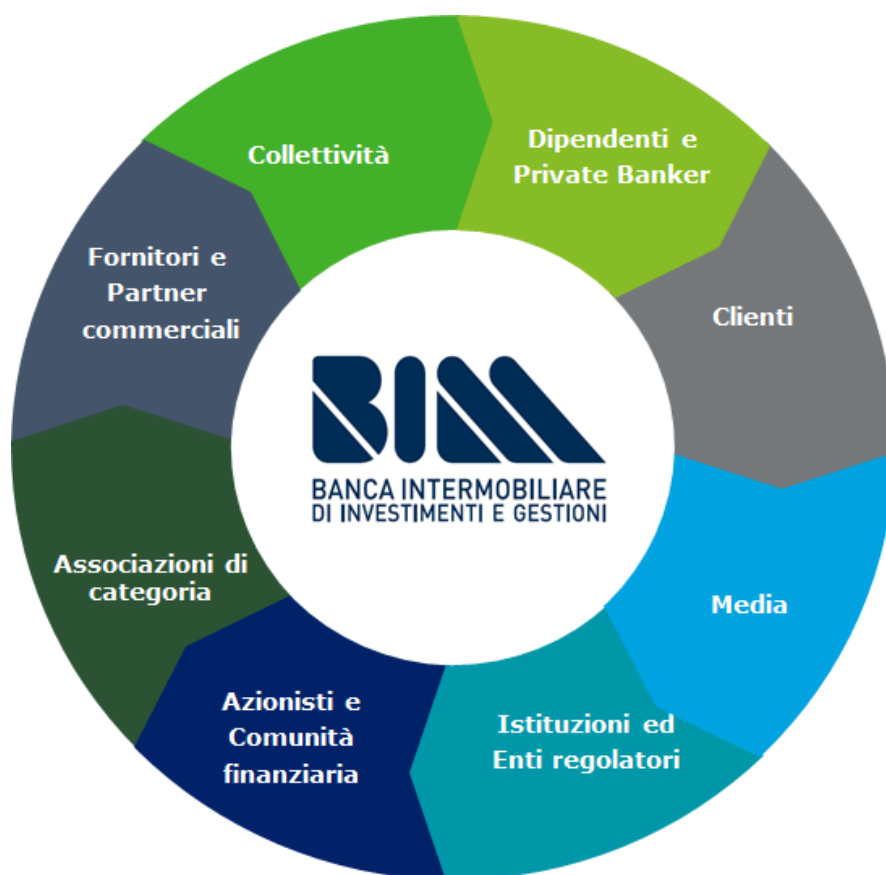 Collettività
Dipendenti e
Private Banker
Clienti
Media
Istituzioni ed
Enti regolatori
Azionisti e
Comunità
finanziaria
Associazioni di
categoria
Fornitori e
Partner
commerciali
BIM
BANCA INTERMOBILIARE
DI INVESTIMENTI E GESTIONI